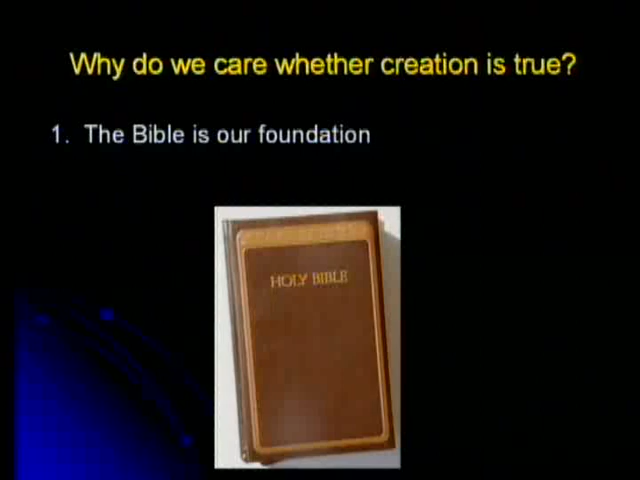 Why do we care whether creation is true?
1. The Bible is our foundation
HOLY BIBLE